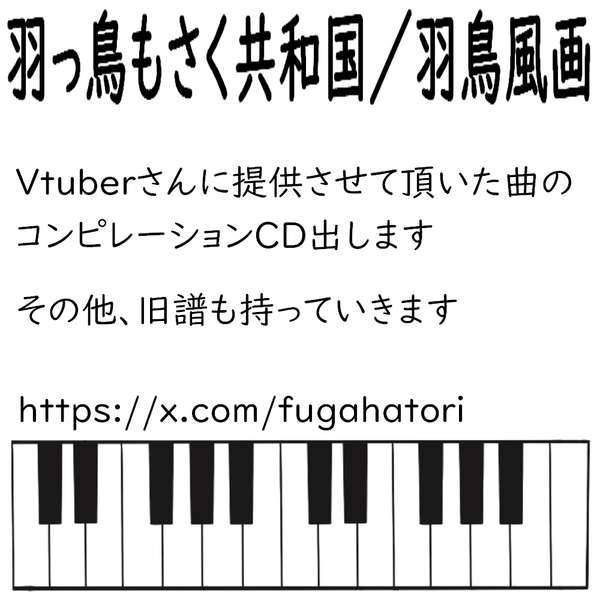 羽っ鳥もさく共和国/羽鳥風画
Vtuberさんに提供させて頂いた曲の
コンピレーションCD出します
その他、旧譜も持っていきます
https://x.com/fugahatori